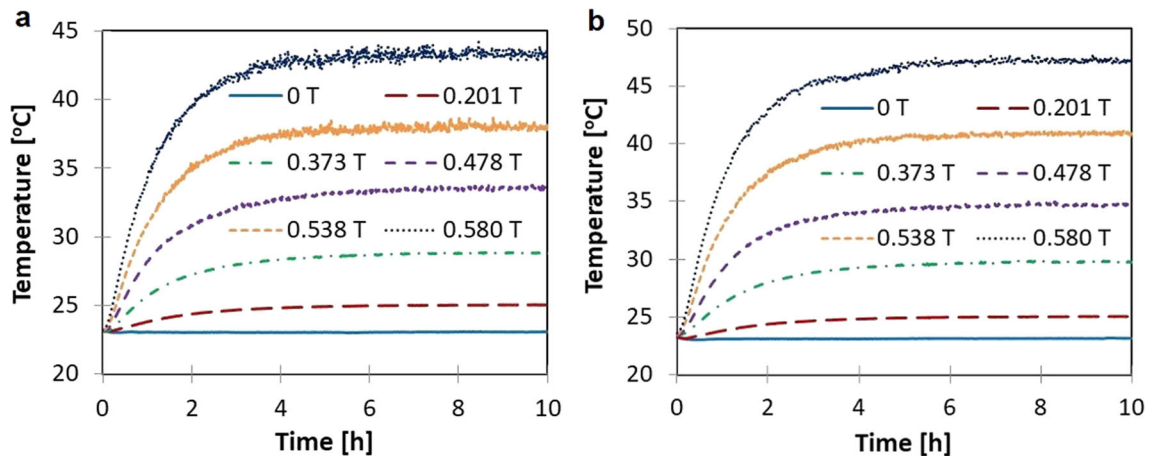 a
45
40
35
30
25
20
Temperature [°C]
0 T
0.201 T
0.373 T
0.478 T
0.538 T
0.580 T
0 2 4 6 8 10
Time [h]
b
50
45
40
35
30
25
20
Temperature [°C]
0 T
0.201 T
0.373 T
0.478 T
0.538 T
0.580 T
0 2 4 6 8 10
Time [h]